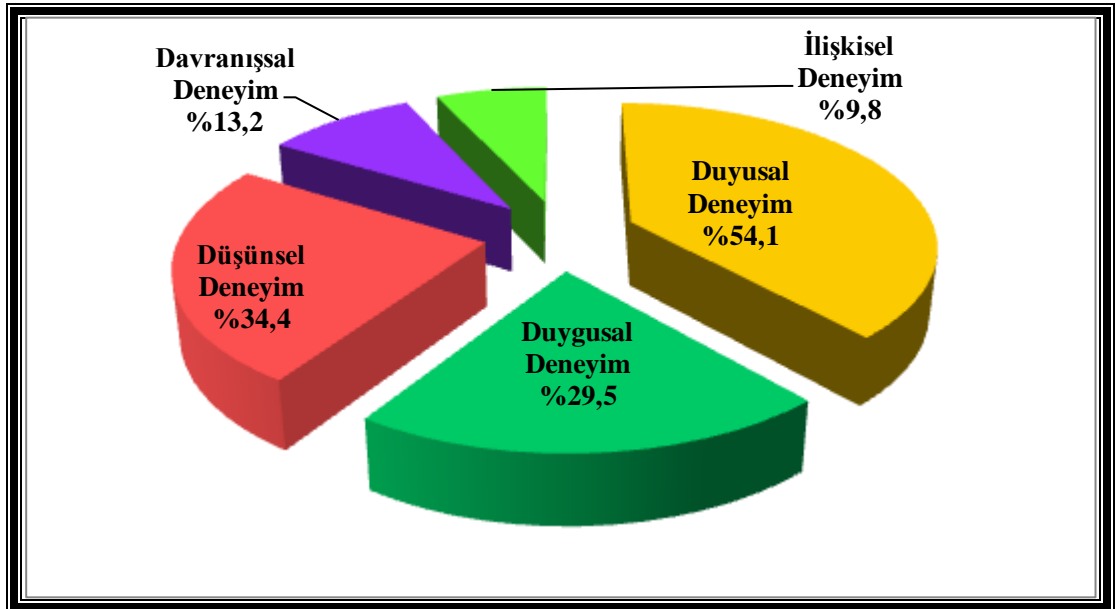 Davranışsal
Deneyim
%13,2
İlişkisel
Deneyim
%9,8
Duyusal
Deneyim
%54,1
Düşünsel
Deneyim
%34,4
Duygusal
Deneyim
%29,5